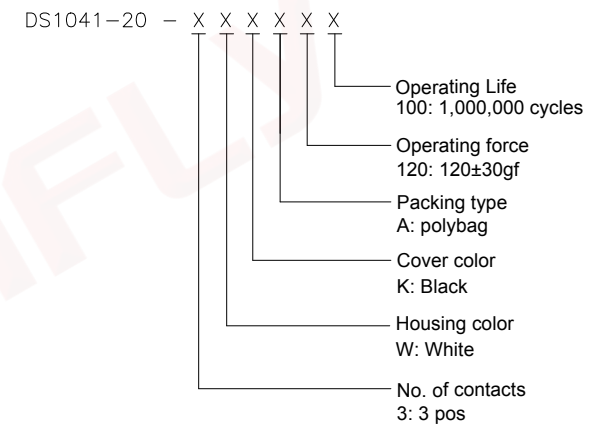 DS1041-20 - X X X X X X
Operating Life
100: 1,000,000 cycles
Operating force
120: 120±30gf
Packing type
A: polybag
Cover color
K: Black
Housing color
W: White
No. of contacts
3: 3 pos